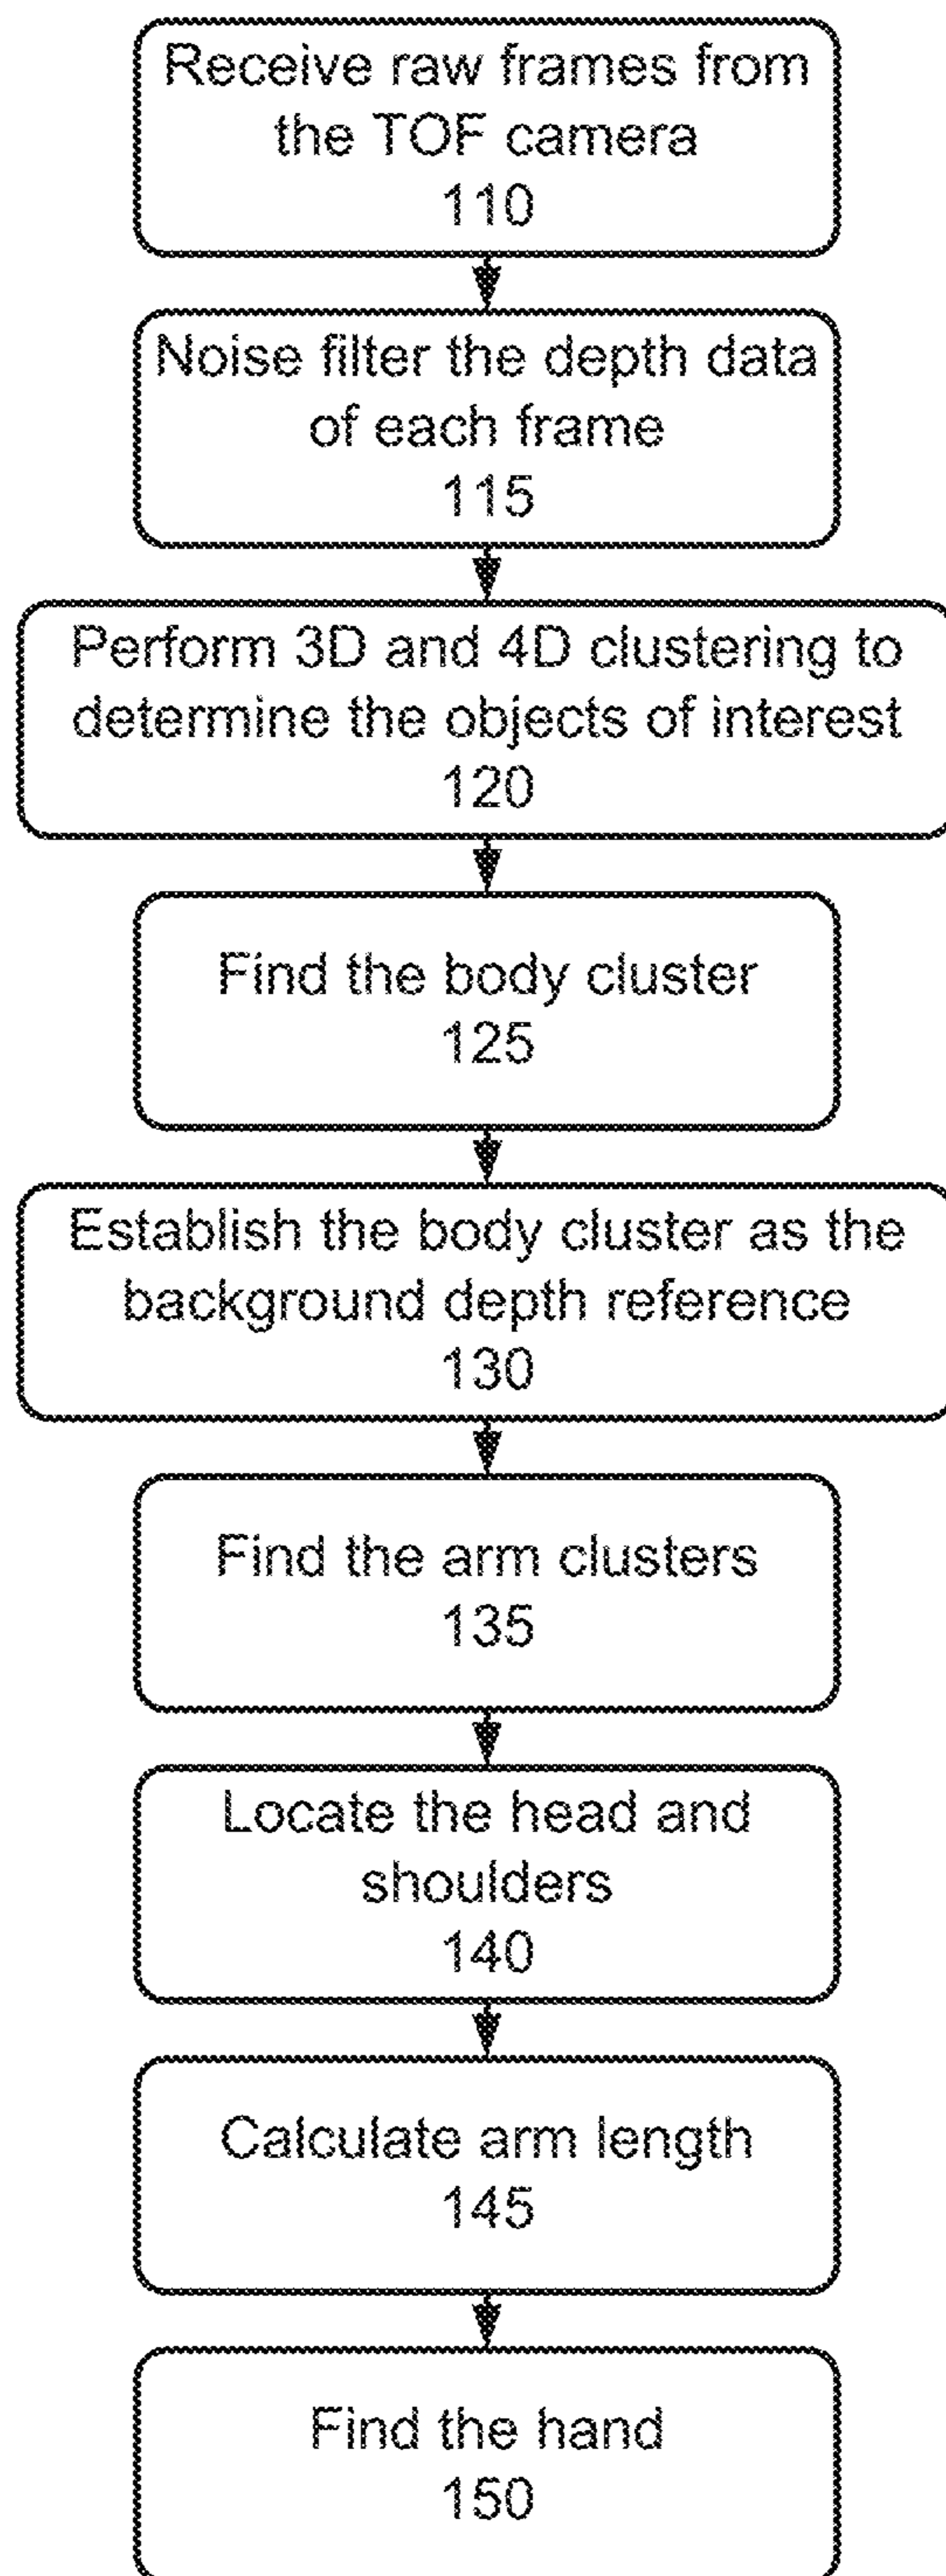 Receive raw frames from
the TOF camera
110
Noise filter the depth data
of each frame
115
Perform 3D and 4D clustering to
determine the objects of interest
120
Find the body cluster
125
Establish the body cluster as the
background depth reference
130
Find the arm clusters
135
Locate the head and
shoulders
140
Calculate arm length
145
Find the hand
150